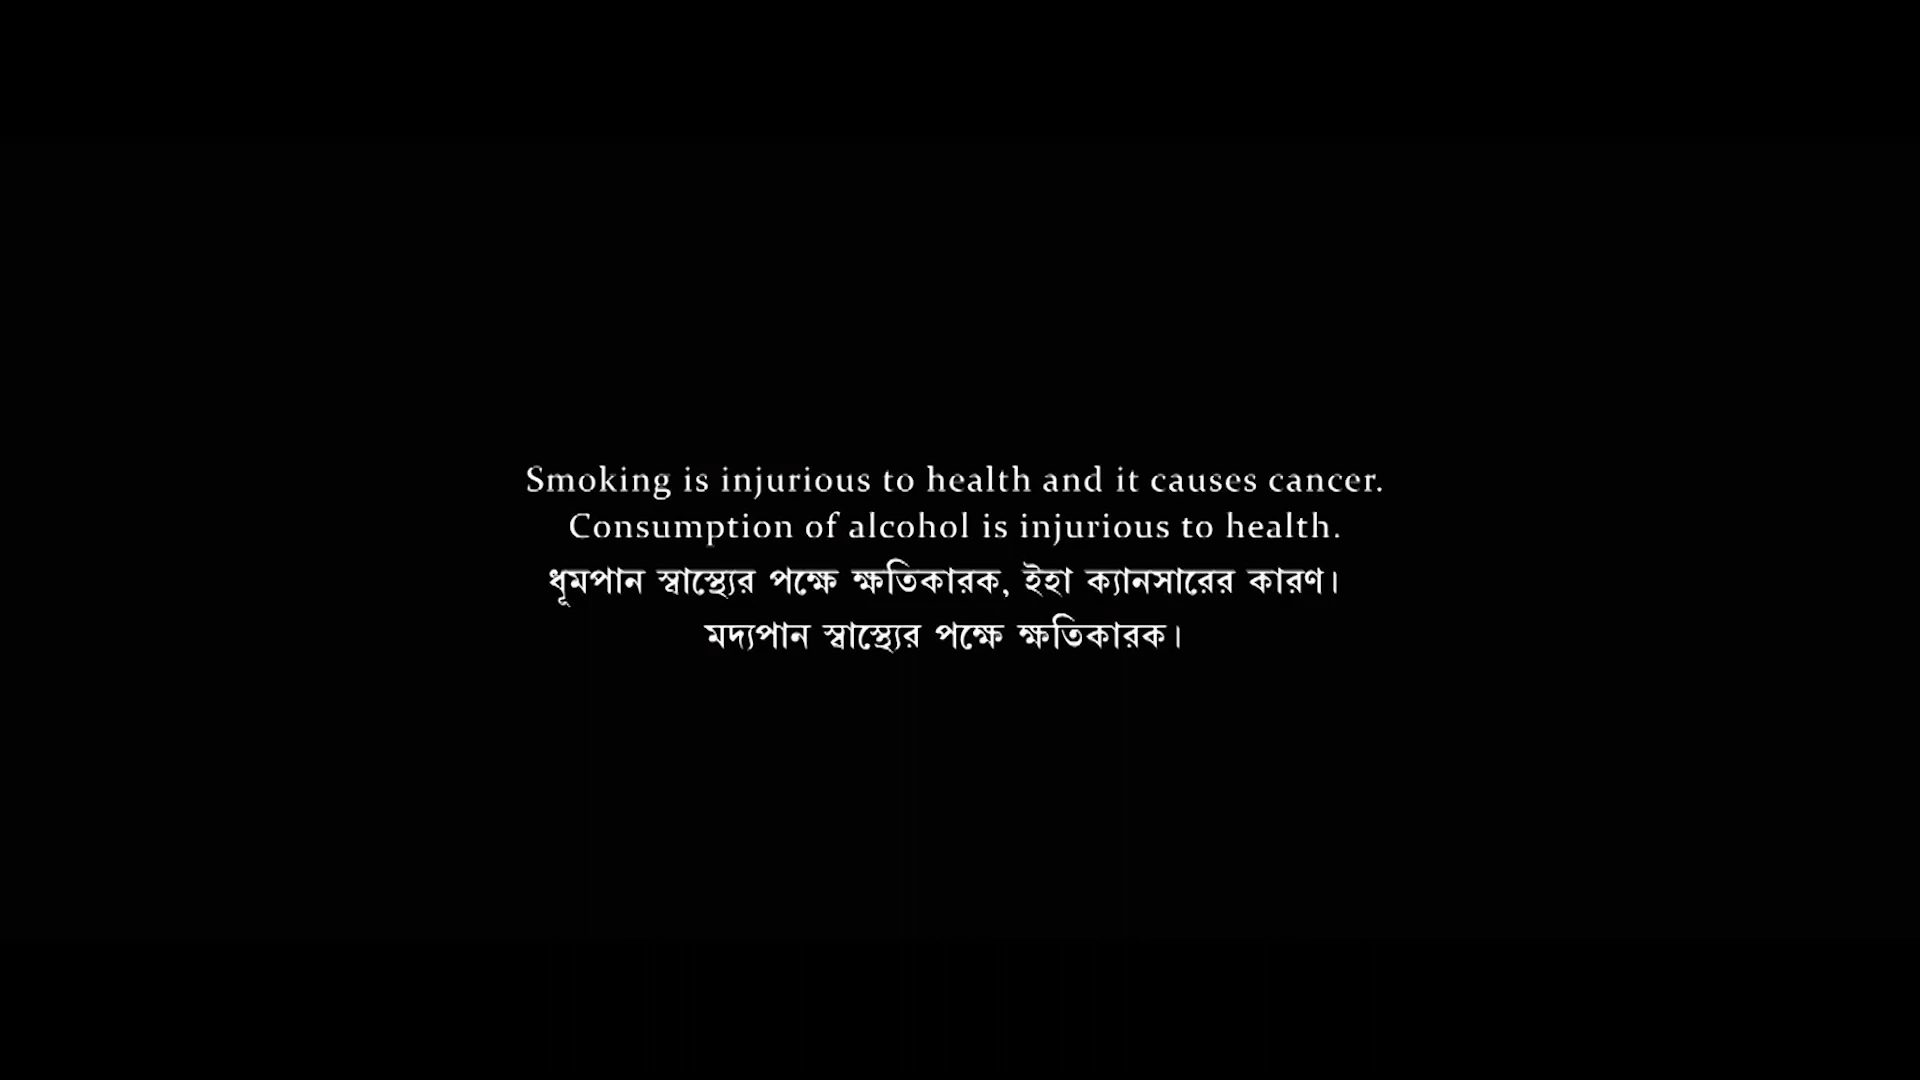 Smoking is injurious to health and it causes cancer.
Consumption of alcohol is injurious to health.
ধূমপান স্বাস্থ্যের পক্ষে ক্ষতিকারক, ইহা ক্যানসারের কারণ।
মদ্যপান স্বাস্থ্যের পক্ষে ক্ষতিকারক।